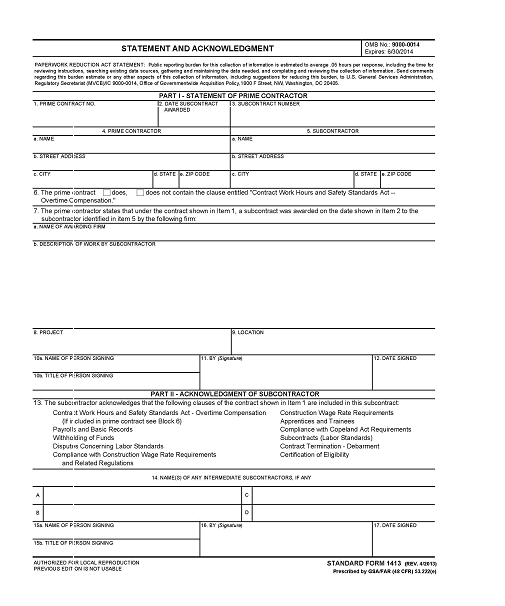 STATEMENT AND ACKNOWLEDGMENT
OMB No.: 9000-0014
Expires: 6/30/2014
PAPERWORK REDUCTION ACT STATEMENT: Public reporting burden for this collection of information is estimated to average .05 hours per response, including the time for
reviewing instructions, searching existing data sources, gathering and maintaining the data needed, and completing and reviewing the collection of information. Send comments
regarding this burden estimate or any other aspects of this collection of information, including suggestions for reducing this burden, to U.S. General Services Administration,
Regulatory Secretariat (MVCB)/IC 9000-0014, Office of Governmentwide Acquisition Policy, 1800 F Street, NW, Washington, DC 20405.
PART I - STATEMENT OF PRIME CONTRACTOR
1. PRIME CONTRACT NO.
2. DATE SUBCONTRACT
AWARDED
3. SUBCONTRACT NUMBER
4. PRIME CONTRACTOR
5. SUBCONTRACTOR
a. NAME
a. NAME
b. STREET ADDRESS
b. STREET ADDRESS
c. CITY
d. STATE
e. ZIP CODE
c. CITY
d. STATE
e. ZIP CODE
6. The prime contract does, does not contain the clause entitled "Contract Work Hours and Safety Standards Act --
Overtime Compensation."
7. The prime contractor states that under the contract shown in Item 1, a subcontract was awarded on the date shown in Item 2 to the
subcontractor identified in item 5 by the following firm:
a. NAME OF AWARDING FIRM
b. DESCRIPTION OF WORK BY SUBCONTRACTOR
8. PROJECT
9. LOCATION
10a. NAME OF PERSON SIGNING
11. BY (Signature)
12. DATE SIGNED
10b. TITLE OF PERSON SIGNING
PART II - ACKNOWLEDGMENT OF SUBCONTRACTOR
13. The subcontractor acknowledges that the following clauses of the contract shown in Item 1 are included in this subcontract:
Contract Work Hours and Safety Standards Act - Overtime Compensation
(If included in prime contract see Block 6)
Payrolls and Basic Records
Withholding of Funds
Disputes Concerning Labor Standards
Compliance with Construction Wage Rate Requirements
and Related Regulations
Construction Wage Rate Requirements
Apprentices and Trainees
Compliance with Copeland Act Requirements
Subcontracts (Labor Standards)
Contract Termination - Debarment
Certification of Eligibility
14. NAME(S) OF ANY INTERMEDIATE SUBCONTRACTORS, IF ANY
A
C
B
D
15a. NAME OF PERSON SIGNING
16. BY (Signature)
17. DATE SIGNED
15b. TITLE OF PERSON SIGNING
AUTHORIZED FOR LOCAL REPRODUCTION
PREVIOUS EDITION IS NOT USABLE
STANDARD FORM 1413 (REV. 4/2013)
Prescribed by GSA/FAR (48 CFR) 53.222(e)